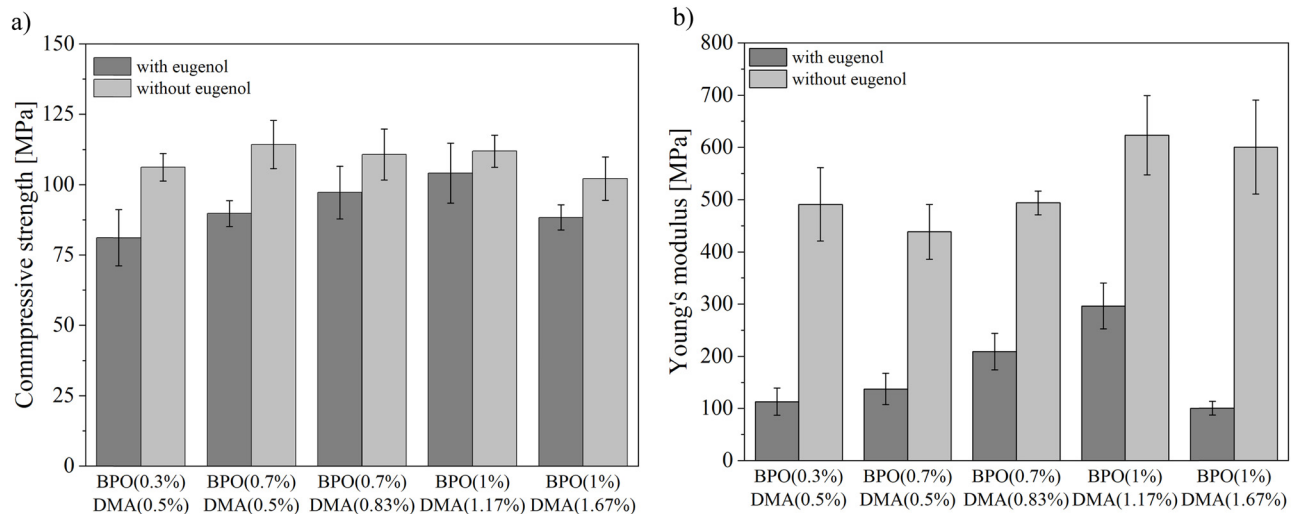 a)
Commpressive strength [MPa]
150
125
100
75
50
25
0
with eugenol
without eugenol
BPO(0.3%) BPO(0.7%) BPO(0.7%) BPO(1%) BPO(1%)
DMA(0.5%) DMA(0.5%) DMA(0.83%) DMA(1.17%) DMA(1.67%)
b)
Young's modulus [MPa]
800
700
600
500
400
300
200
100
0
with eugenol
without eugenol
BPO(0.3%) BPO(0.7%) BPO(0.7%) BPO(1%) BPO(1%)
DMA(0.5%) DMA(0.5%) DMA(0.83%) DMA(1.17%) DMA(1.67%)